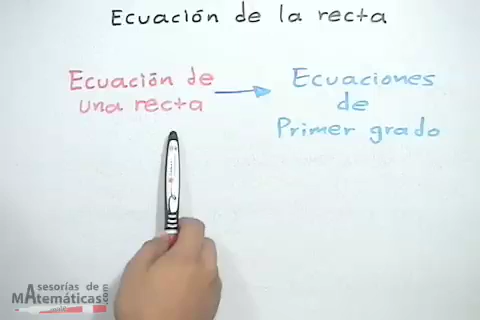 Ecuación de la recta
Ecuación de
una recta
Ecuaciones
de
Primer grado
Asesorías de
Matemáticas.com